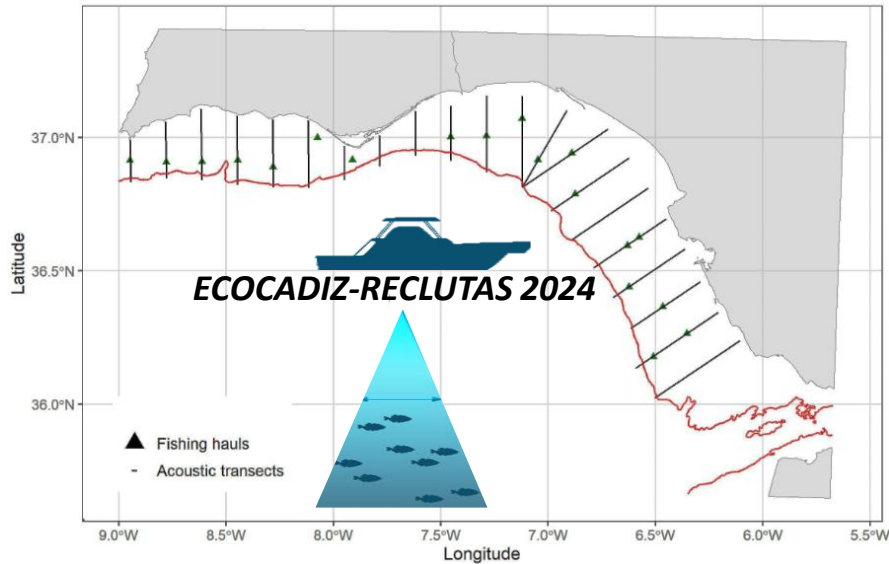 37.0°N
36.5°N
36.0°N
Latitude
ECOCADIZ-RECLUTAS 2024
Fishing hauls
Acoustic transects
9.0°W 8.5°W 8.0°W 7.5°W 7.0°W 6.5°W 6.0°W 5.5°W
Longitude